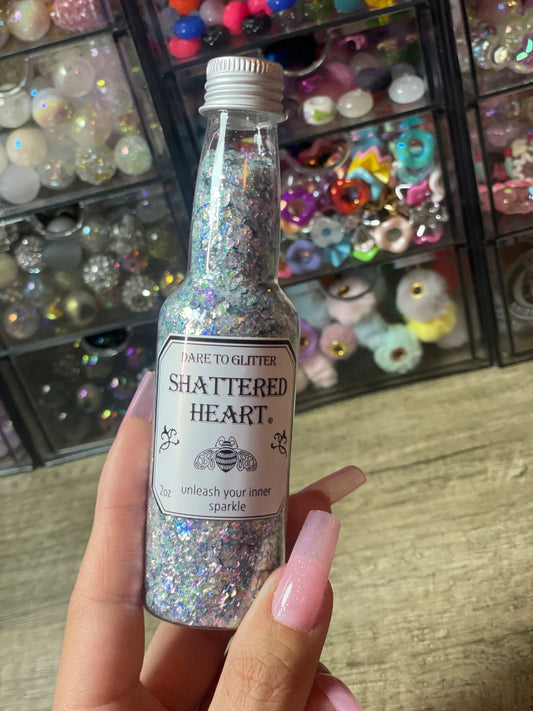 DARE TO GLITTER
SHATTERED
HEART®
2oz
unleash your inner
sparkle